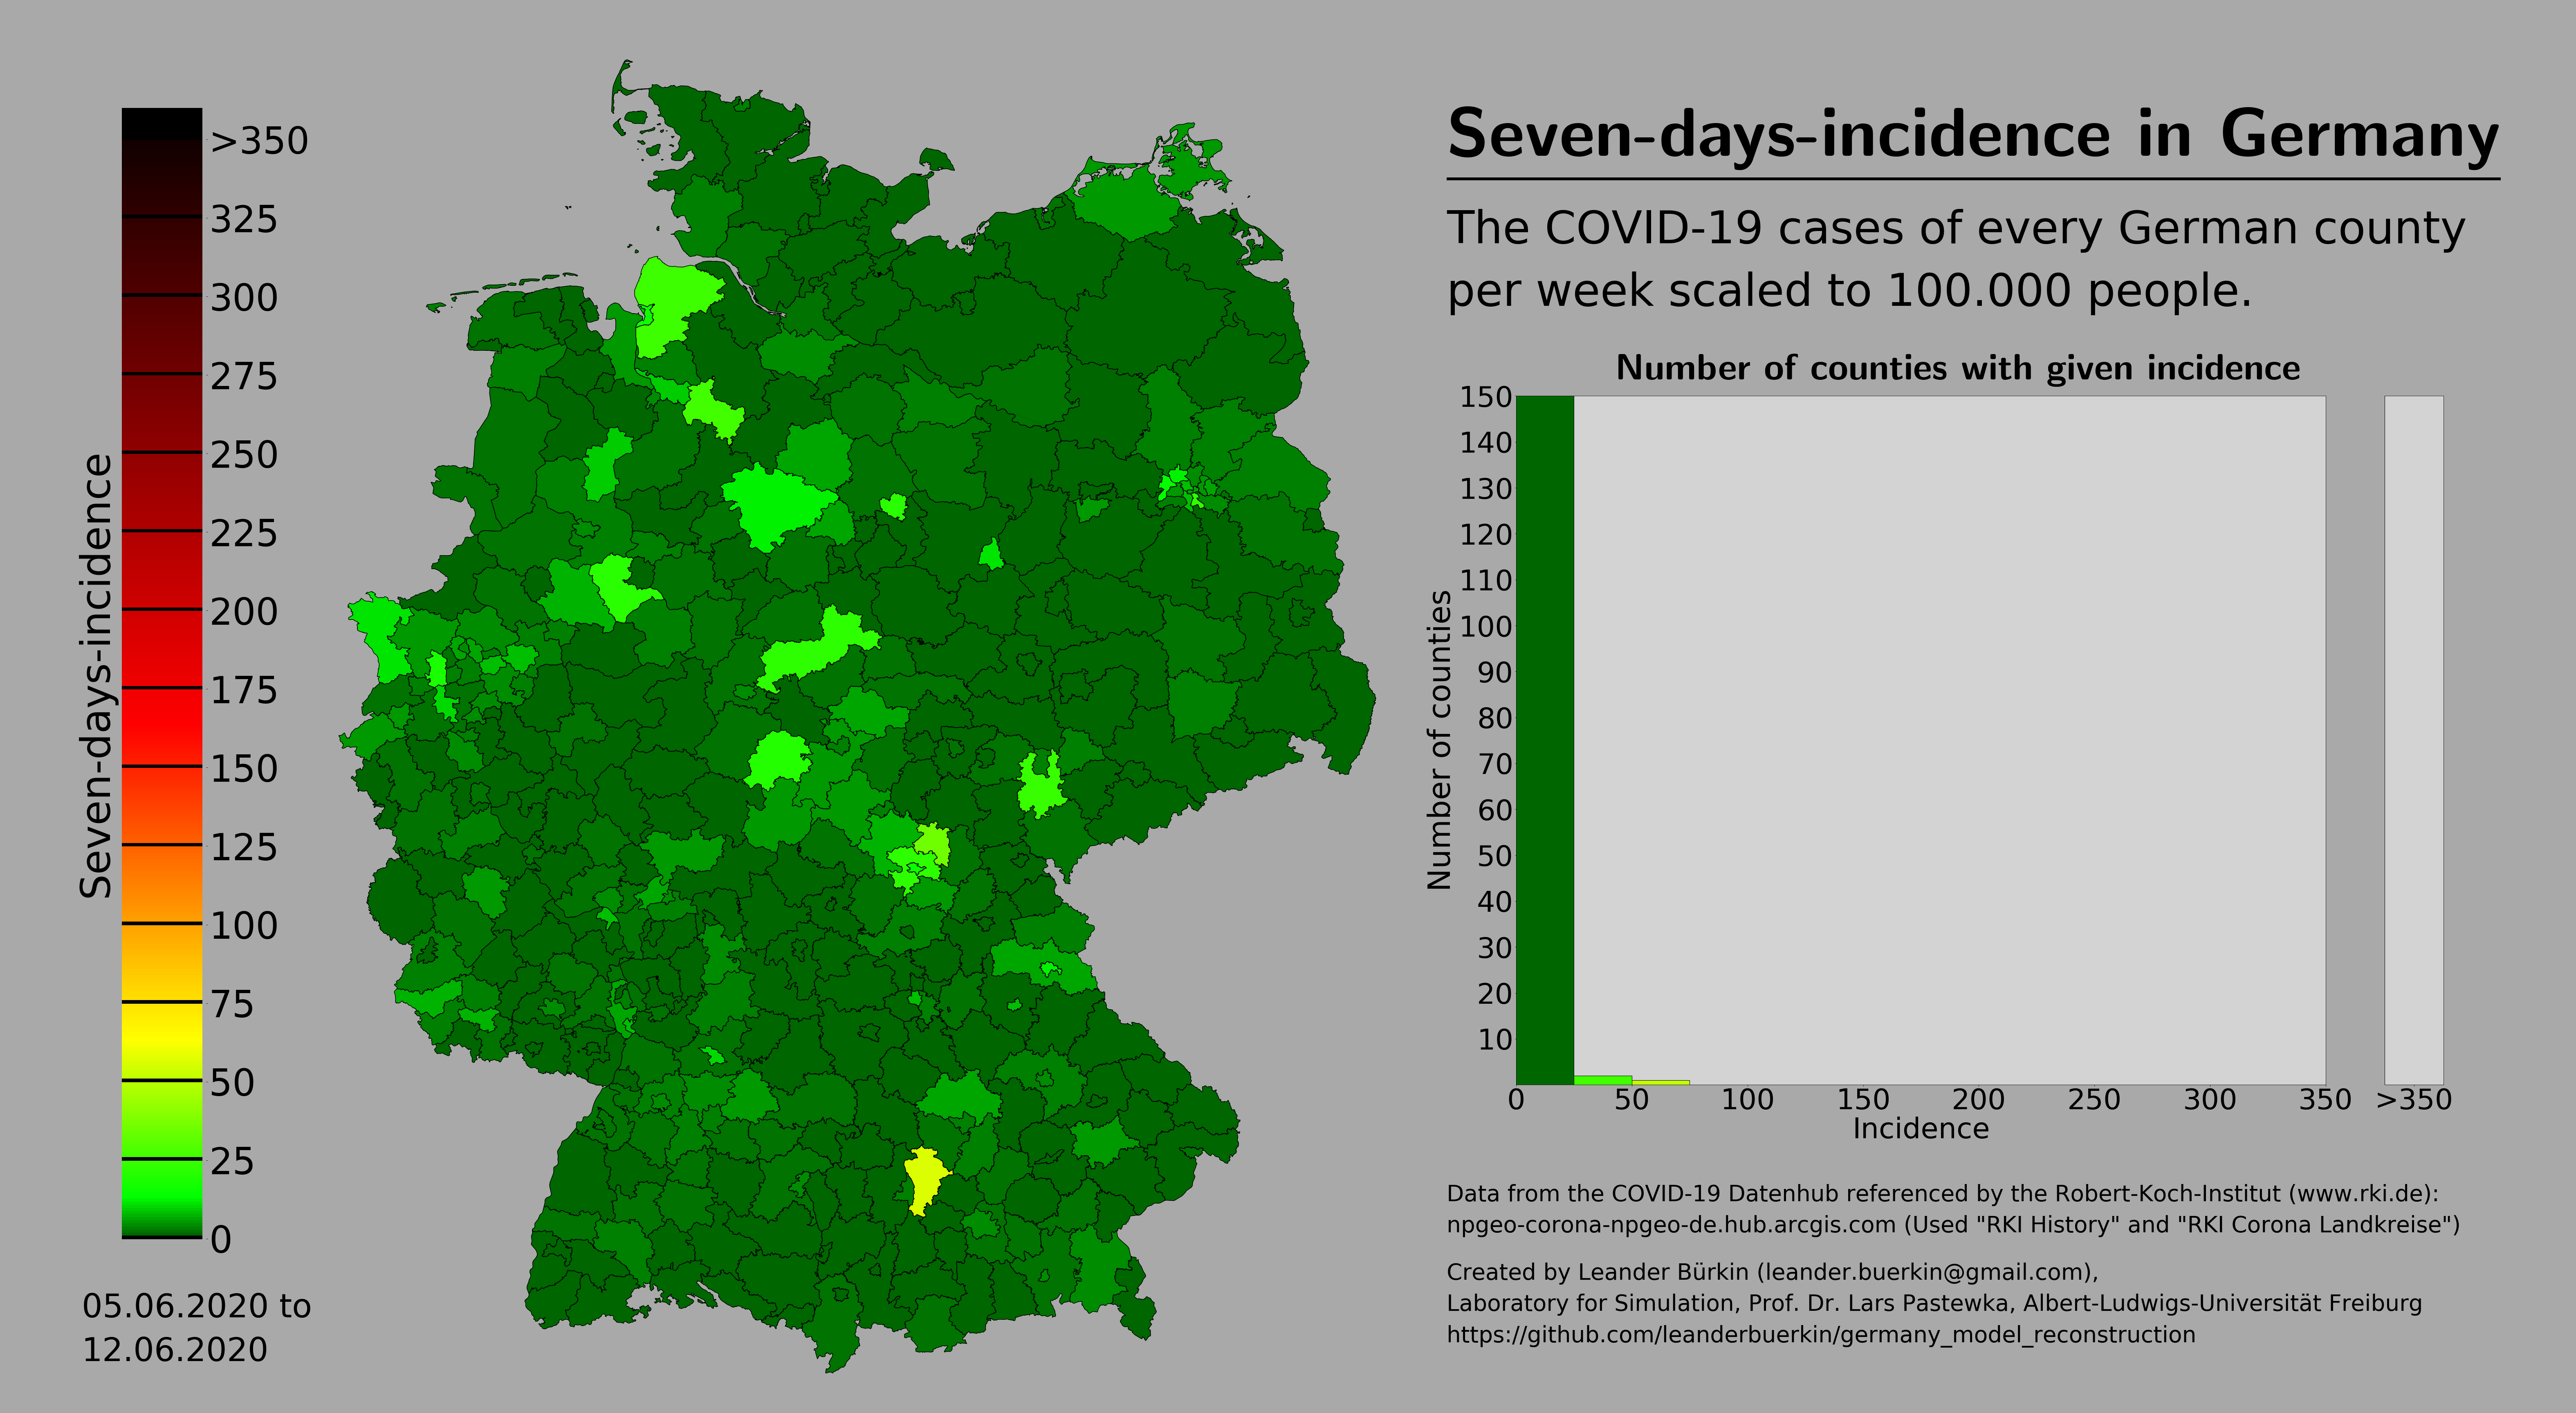 Seven-days-incidence in Germany
The COVID-19 cases of every German county
per week scaled to 100.000 people.
Seven-days-incidence
>350
325
300
275
250
225
200
175
150
125
100
75
50
25
0
05.06.2020 to
12.06.2020
Number of counties with given incidence
Number of counties
150
140
130
120
110
100
90
80
70
60
50
40
30
20
10
0 50 100 150 200 250 300 350 >350
Incidence
Data from the COVID-19 Datenhub referenced by the Robert-Koch-Institut (www.rki.de):
npgeo-corona-npgeo-de.hub.arcgis.com (Used "RKI History" and "RKI Corona Landkreise")
Created by Leander Bürkin (leander.buerkin@gmail.com),
Laboratory for Simulation, Prof. Dr. Lars Pastewka, Albert-Ludwigs-Universität Freiburg
https://github.com/leanderbuerkin/germany_model_reconstruction